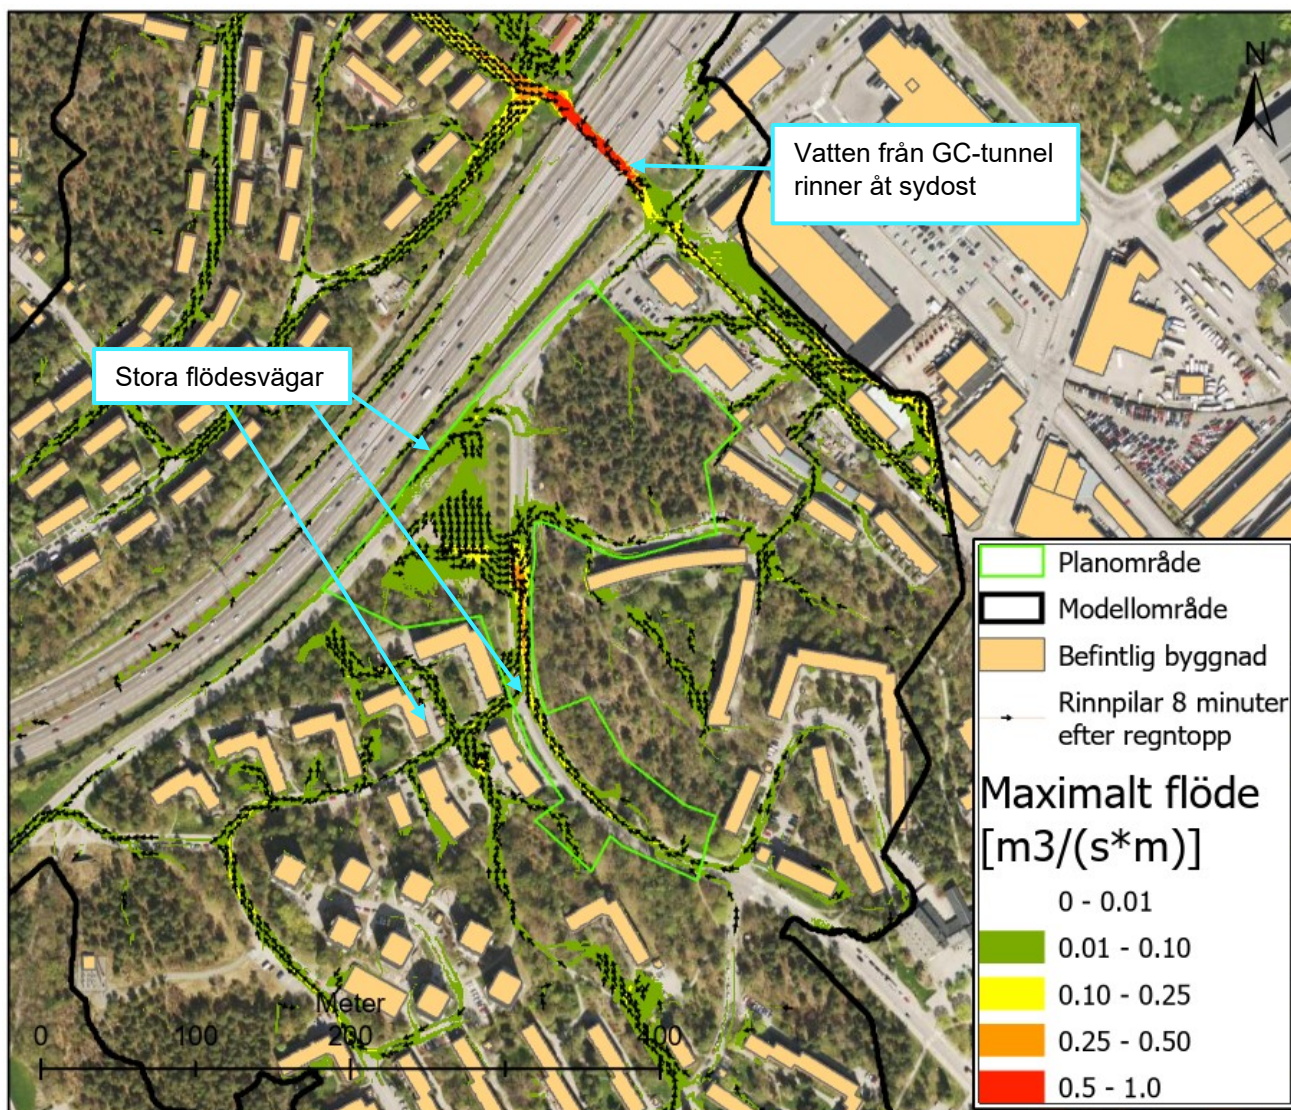 N
Vatten från GC-tunnel
rinner åt sydost
Stora flödesvägar
Planområde
Modellområde
Befintlig byggnad
Rinnpilar 8 minuter
efter regntopp
Maximalt flöde
[m3/(s*m)]
0 - 0.01
0.01 - 0.10
0.10 - 0.25
0.25 - 0.50
0.5 - 1.0
Meter
0 100 200 400